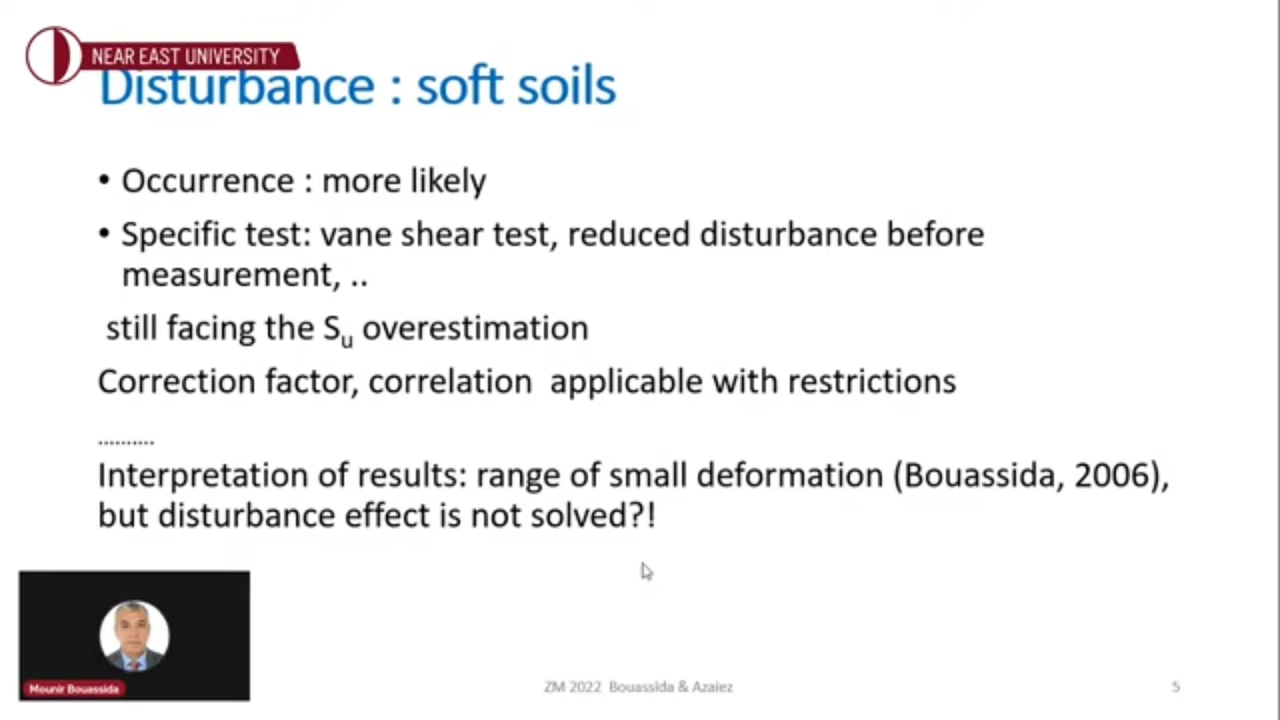 NEAR EAST UNIVERSITY
Disturbance : soft soils
• Occurrence : more likely
• Specific test: vane shear test, reduced disturbance before
measurement, ..
still facing the Su overestimation
Correction factor, correlation applicable with restrictions
..........
Interpretation of results: range of small deformation (Bouassida, 2006),
but disturbance effect is not solved?!
Mounir Bouassida
ZM 2022 Bouassida & Azaiez
5